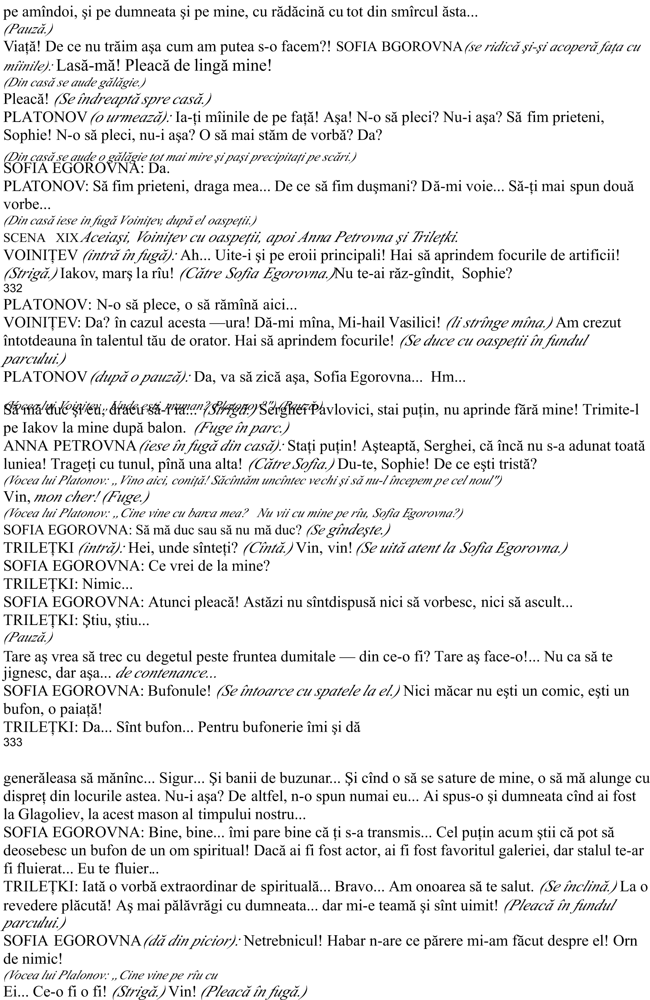 pe amîndoi, şi pe dumneata şi pe mine, cu rădăcină cu tot din smîrcul ăsta...
(Pauză.)
Viață! De ce nu trăim aşa cum am putea s-o facem?! SOFIA BGOROVNA (se ridică şi-şi acoperă fața cu
mîinile): Lasă-mă! Pleacă de lingă mine!
(Din casă se aude gălăgie.)
Pleacă! (Se îndreaptă spre casă.)
PLATONOV (o urmează): Ia-ți mîinile de pe față! Aşa! N-o să pleci? Nu-i aşa? Să fim prieteni,
Sophie! N-o să pleci, nu-i aşa? O să mai stăm de vorbă? Da?
(Din casă se aude o gălăgie tot mai mire şi paşi precipitați pe scări.)
SOFIA EGOROVNA: Da.
PLATONOV: Să fim prieteni, draga mea... De ce să fim duşmani? Dă-mi voie... Să-ți mai spun două
vorbe...
(Din casă iese in fugă Voinițev, după el oaspeții.)
SCENA XIX Aceiaşi, Voinițev cu oaspeții, apoi Anna Petrovna şi Trilețki.
VOINIȚEV (intră în fugă): Ah... Uite-i şi pe eroii principali! Hai să aprindem focurile de artificii!
(Strigă.) Iakov, marş la rîu! (Către Sofia Egorovna.)Nu te-ai răz-gîndit, Sophie?
332
PLATONOV: N-o să plece, o să rămînă aici...
VOINIȚEV: Da? în cazul acesta —ura! Dă-mi mîna, Mi-hail Vasilici! (li strînge mîna.) Am crezut
întotdeauna în talentul tău de orator. Hai să aprindem focurile! (Se duce cu oaspeții în fundul
parcului.)
PLATONOV (după o pauză): Da, va să zică aşa, Sofia Egorovna... Hm...
(Vocea lui Voinițev „Unde eşti, maman? Platonov?") (Pauză.)
Să mă duc şi eu, dracu să-l ia... (Strigă.) Serghei Pavlovici, stai puțin, nu aprinde fără mine! Trimite-l
pe Iakov la mine după balon. (Fuge în parc.)
ANNA PETROVNA (iese în fugă din casă): Stați puțin! Aşteaptă, Serghei, că încă nu s-a adunat toată
luniea! Trageți cu tunul, pînă una alta! (Către Sofia.) Du-te, Sophie! De ce eşti tristă?
(Vocea lui Platonov: „Vino aici, coniță! Săcîntăm uncîntec vechi şi să nu-l începem pe cel noul")
Vin, mon cher! (Fuge.)
(Vocea lui Platonov: „Cine vine cu barca mea? Nu vii cu mine pe rîu, Sofia Egorovna?)
SOFIA EGOROVNA: Să mă duc sau să nu mă duc? (Se gîndeşte.)
TRILEȚKI (intră): Hei, unde sînteți? (Cîntă.) Vin, vin! (Se uită atent la Sofia Egorovna.)
SOFIA EGOROVNA: Ce vrei de la mine?
TRILEȚKI: Nimic...
SOFIA EGOROVNA: Atunci pleacă! Astăzi nu sîntdispusă nici să vorbesc, nici să ascult...
TRILEȚKI: Ştiu, ştiu...
(Pauză.)
Tare aş vrea să trec cu degetul peste fruntea dumitale — din ce-o fi? Tare aş face-o!... Nu ca să te
jignesc, dar aşa... de contenance...
SOFIA EGOROVNA: Bufonule! (Se întoarce cu spatele la el.) Nici măcar nu eşti un comic, eşti un
bufon, o paiață!
TRILEȚKI: Da... Sînt bufon... Pentru bufonerie îmi şi dă
333
generăleasa să mănînc... Sigur... Şi banii de buzunar... Şi cînd o să se sature de mine, o să mă alunge cu
dispreț din locurile astea. Nu-i aşa? De altfel, n-o spun numai eu... Ai spus-o şi dumneata cînd ai fost
la Glagoliev, la acest mason al timpului nostru...
SOFIA EGOROVNA: Bine, bine... îmi pare bine că ți s-a transmis... Cel puțin acum ştii că pot să
deosebesc un bufon de un om spiritual! Dacă ai fi fost actor, ai fi fost favoritul galeriei, dar stalul te-ar
fi fluierat... Eu te fluier...
TRILEȚKI: Iată o vorbă extraordinar de spirituală... Bravo... Am onoarea să te salut. (Se înclină.) La o
revedere plăcută! Aş mai pălăvrăgi cu dumneata... dar mi-e teamă şi sînt uimit! (Pleacă în fundul
parcului.)
SOFIA EGOROVNA (dă din picior): Netrebnicul! Habar n-are ce părere mi-am făcut despre el! Orn
de nimic!
(Vocea lui Plalonov: „Cine vine pe rîu cu
Ei... Ce-o fi o fi! (Strigă.) Vin! (Pleacă în fugă.)